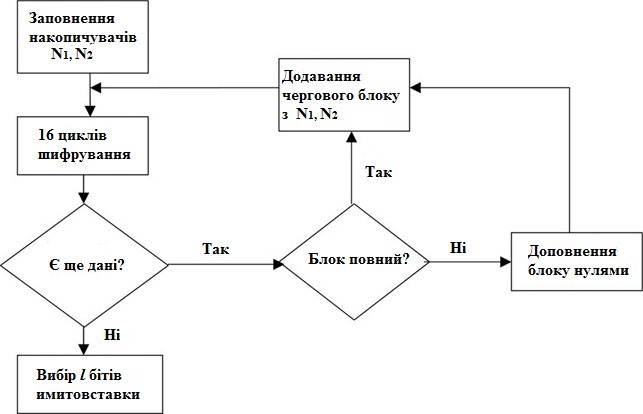 Заповнення
накопичувачів
N1, N2
Додавання
чергового блоку
з N1, N2
16 циклів
шифрування
Так
Є ще дані?
Так
Блок повний?
Ні
Доповнення
блоку нулями
Ні
Вибір l бітів
имитовставки